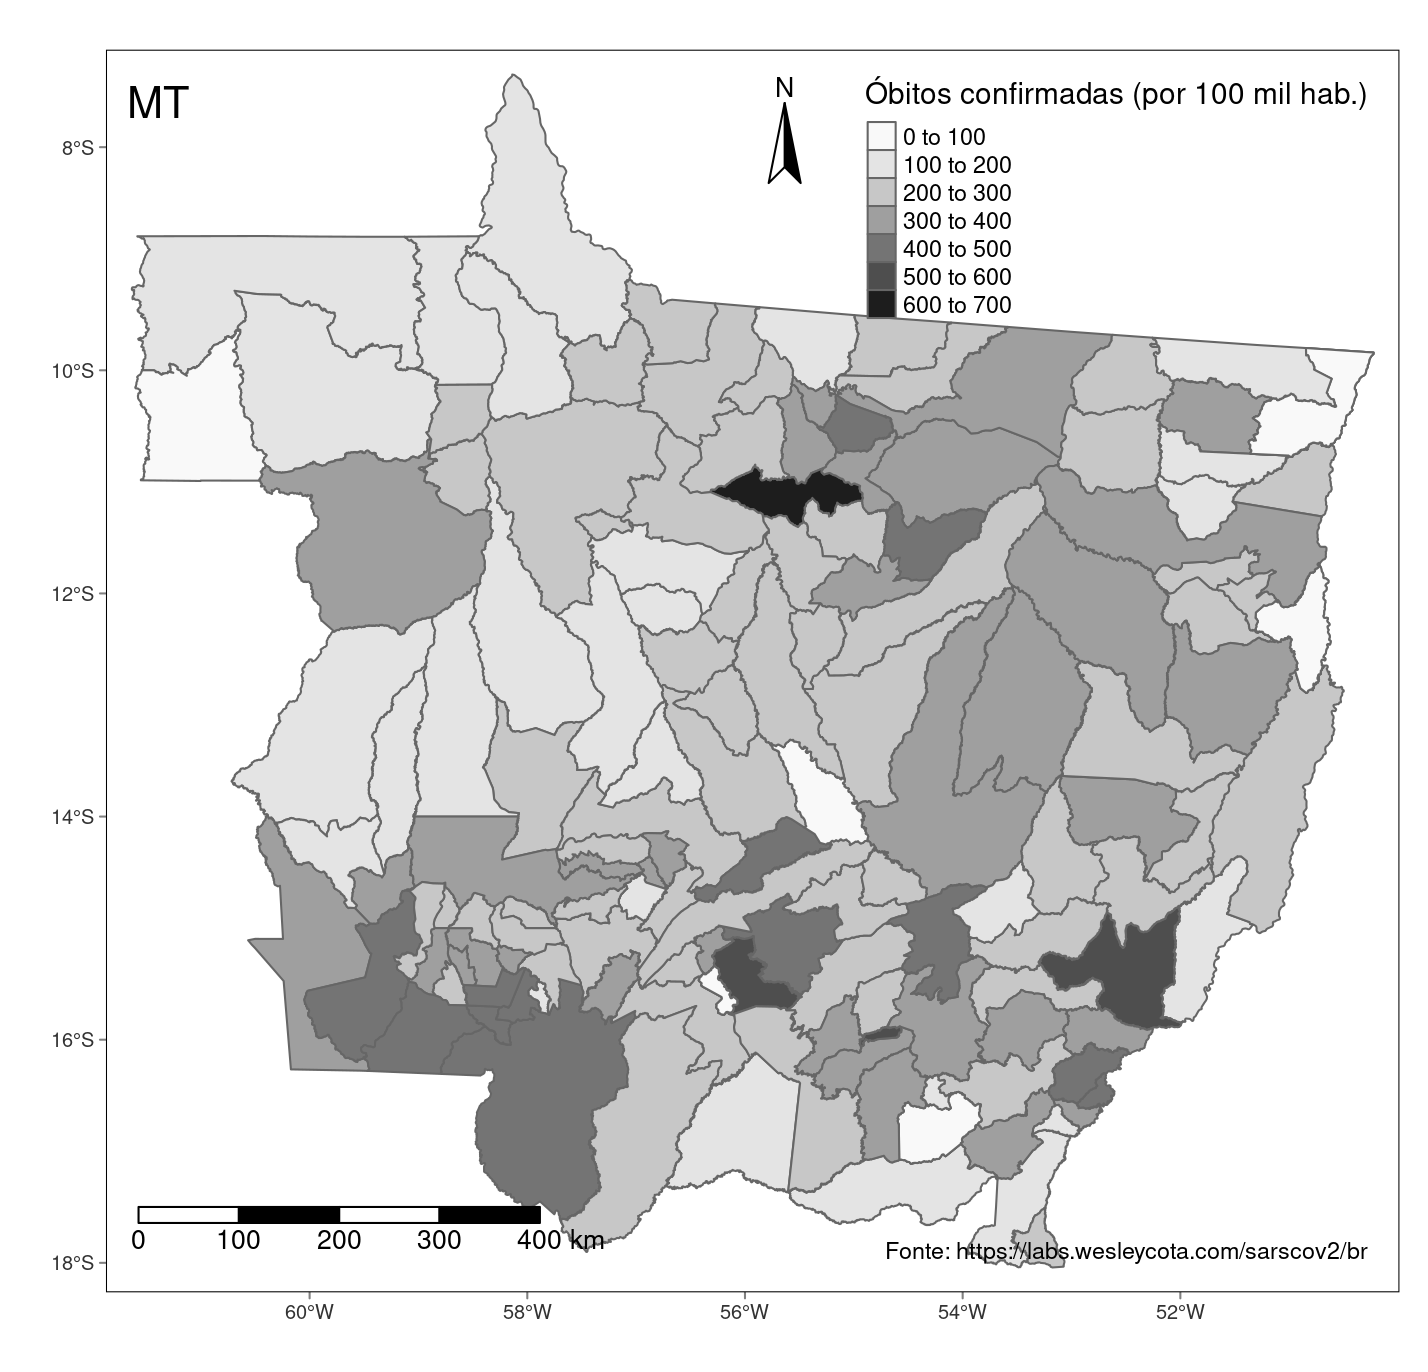 MT
N
Óbitos confirmadas (por 100 mil hab.)
0 to 100
100 to 200
200 to 300
300 to 400
400 to 500
500 to 600
600 to 700
8°S
10°S
12°S
14°S
16°S
18°S
0 100 200 300 400 km
Fonte: https://labs.wesleycota.com/sarscov2/br
60°W 58°W 56°W 54°W 52°W